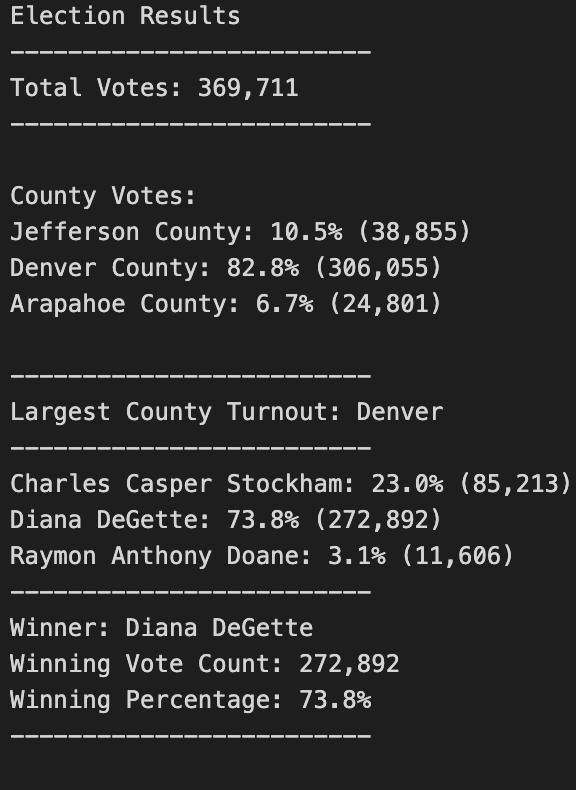 Election Results
-------------------------
Total Votes: 369,711
-------------------------
County Votes:
Jefferson County: 10.5% (38,855)
Denver County: 82.8% (306,055)
Arapahoe County: 6.7% (24,801)
-------------------------
Largest County Turnout: Denver
-------------------------
Charles Casper Stockham: 23.0% (85,213)
Diana DeGette: 73.8% (272,892)
Raymon Anthony Doane: 3.1% (11,606)
-------------------------
Winner: Diana DeGette
Winning Vote Count: 272,892
Winning Percentage: 73.8%
-------------------------